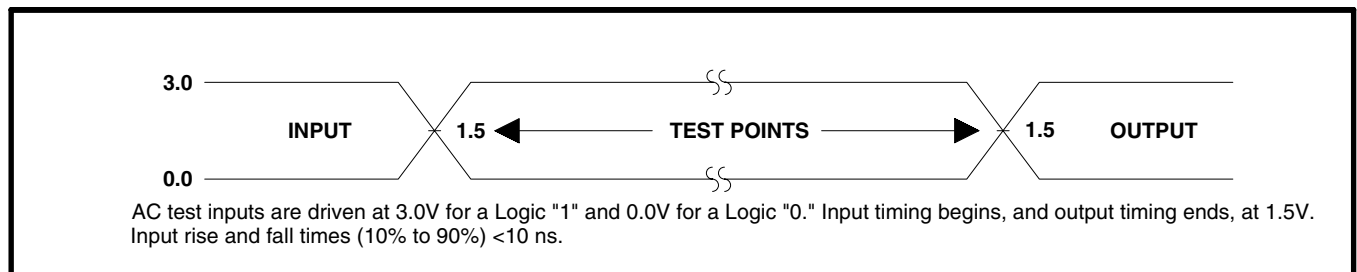 3.0
INPUT 1.5 TEST POINTS 1.5 OUTPUT
0.0
AC test inputs are driven at 3.0V for a Logic "1" and 0.0V for a Logic "0." Input timing begins, and output timing ends, at 1.5V.
Input rise and fall times (10% to 90%) <10 ns.